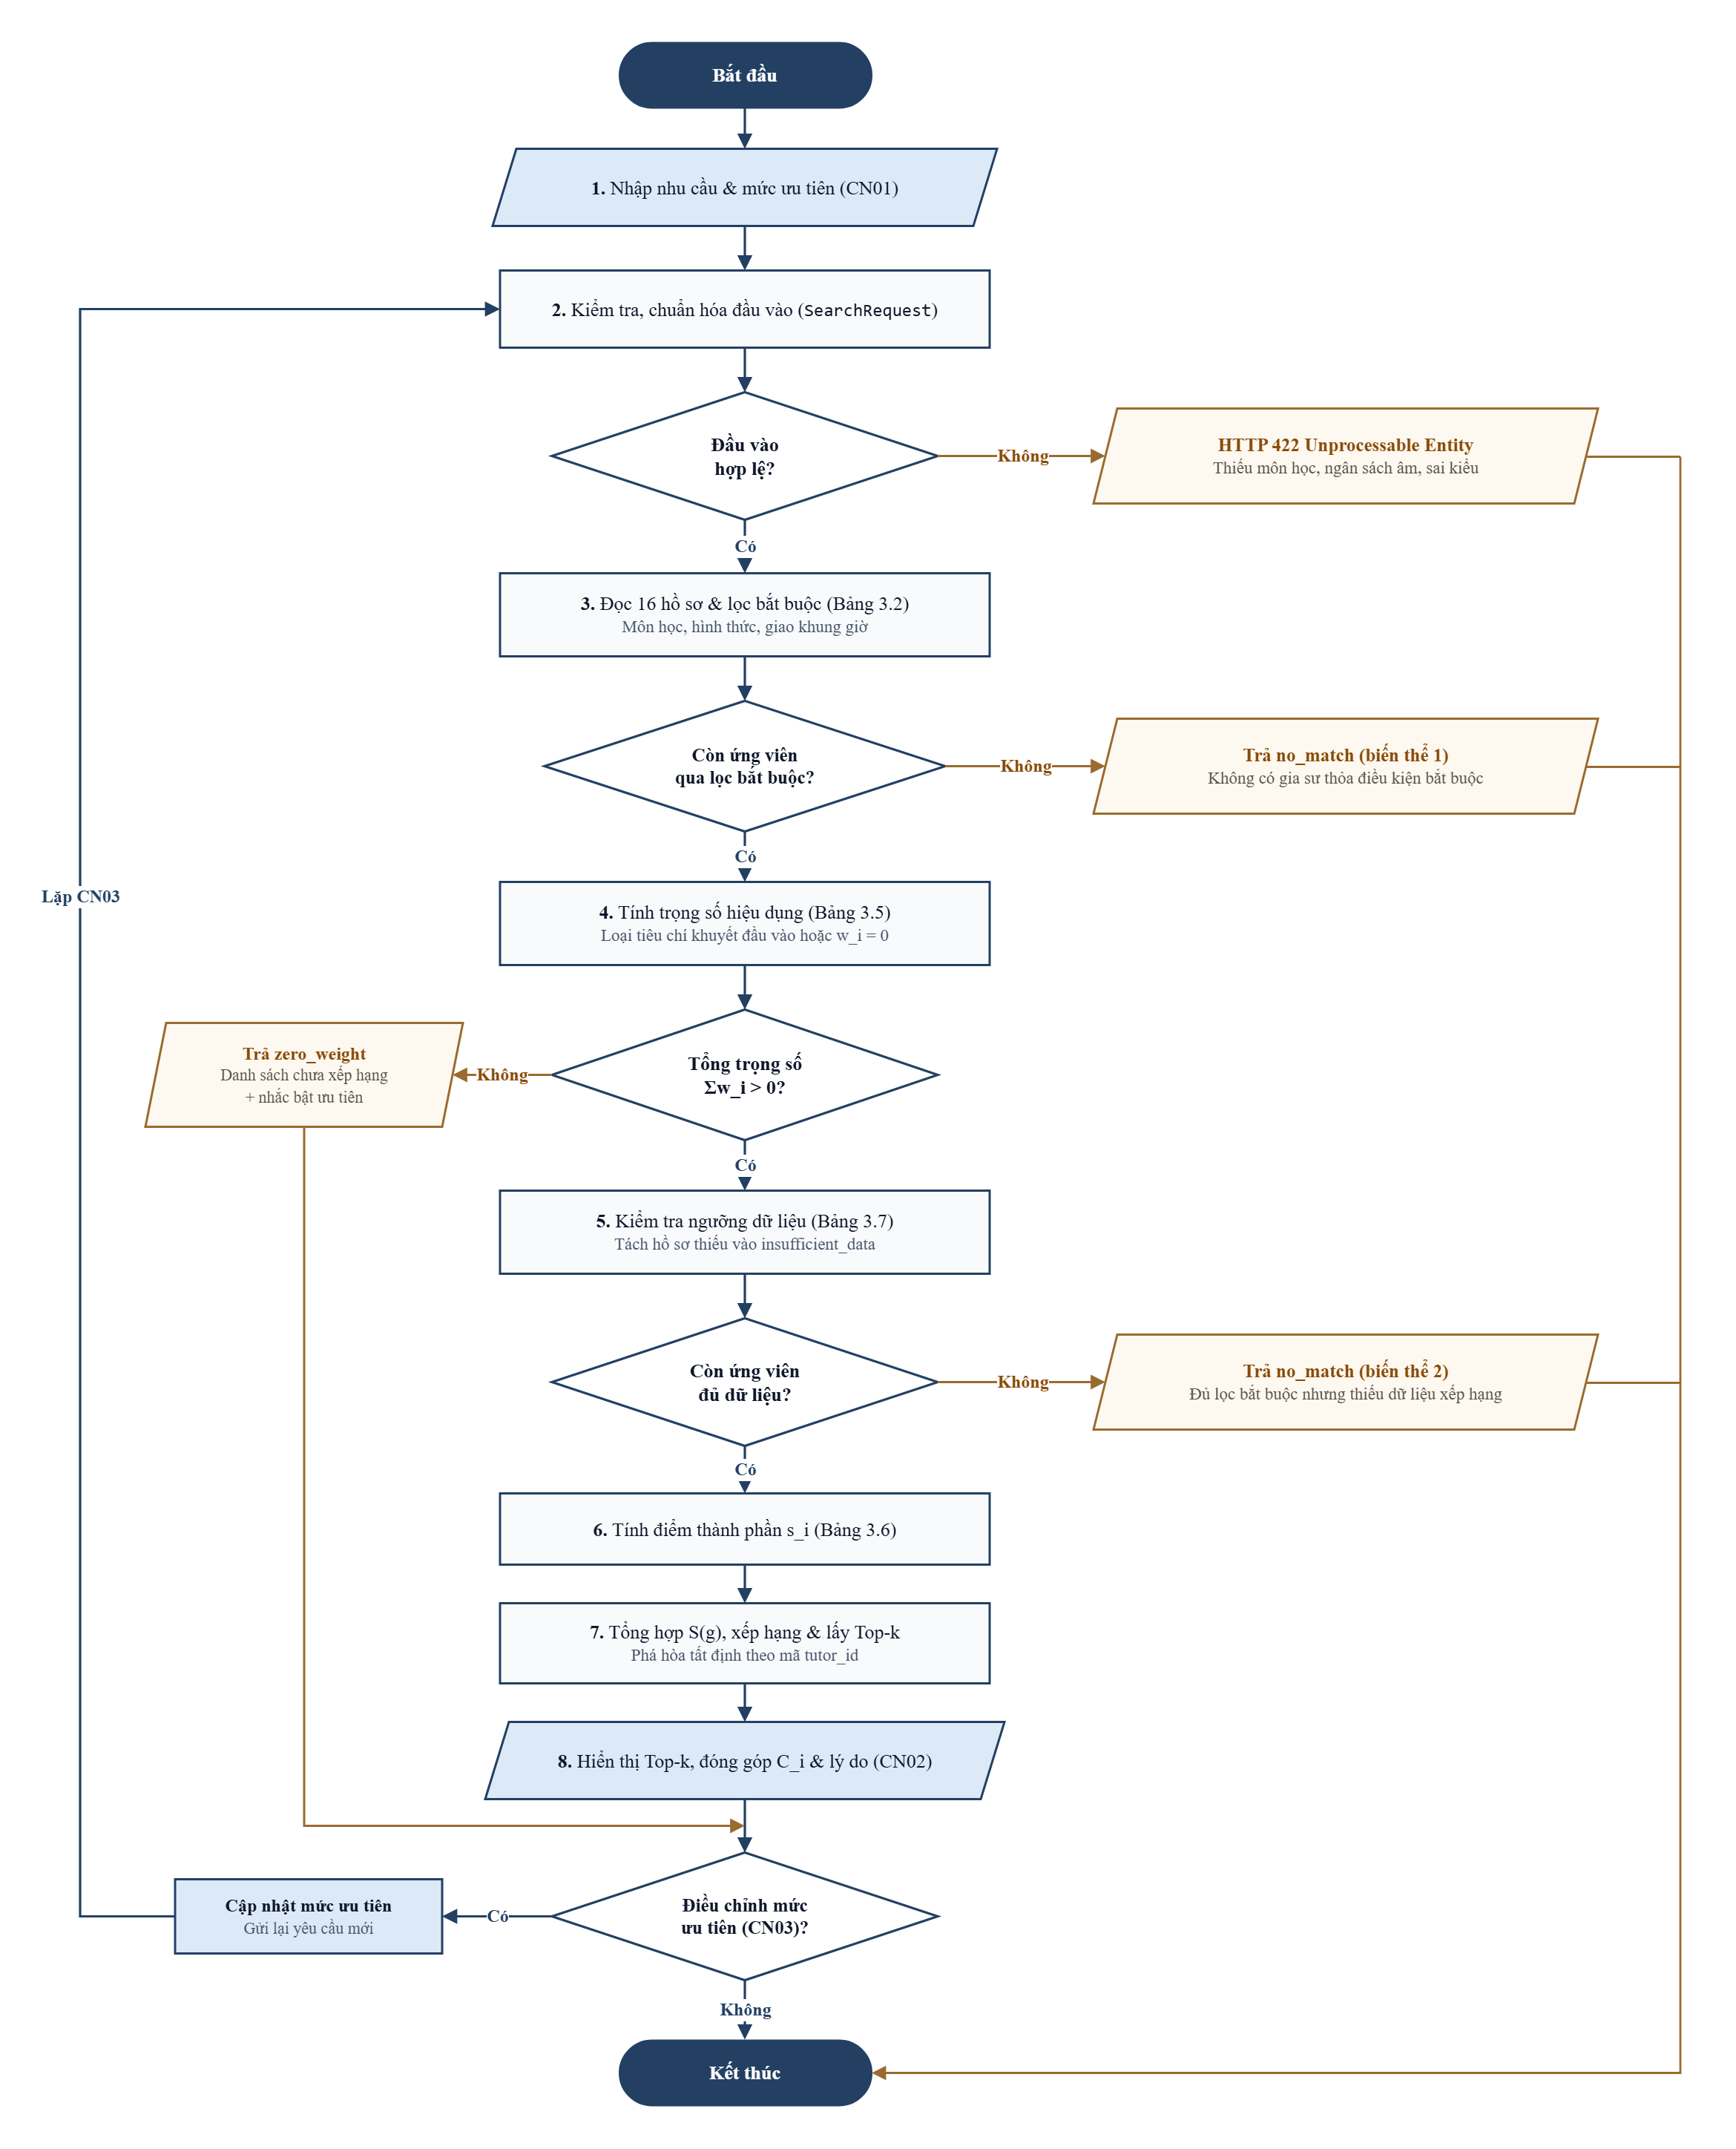 Bắt đầu
1. Nhập nhu cầu & mức ưu tiên (CN01)
2. Kiểm tra, chuẩn hóa đầu vào (SearchRequest)
Đầu vào
hợp lệ?
Không
HTTP 422 Unprocessable Entity
Thiếu môn học, ngân sách âm, sai kiểu
Có
3. Đọc 16 hồ sơ & lọc bắt buộc (Bảng 3.2)
Môn học, hình thức, giao khung giờ
Còn ứng viên
qua lọc bắt buộc?
Không
Trả no_match (biến thể 1)
Không có gia sư thỏa điều kiện bắt buộc
Có
Lặp CN03
4. Tính trọng số hiệu dụng (Bảng 3.5)
Loại tiêu chí khuyết đầu vào hoặc w_i = 0
Tổng trọng số
Σw_i > 0?
Không
Trả zero_weight
Danh sách chưa xếp hạng
+ nhắc bật ưu tiên
Có
5. Kiểm tra ngưỡng dữ liệu (Bảng 3.7)
Tách hồ sơ thiếu vào insufficient_data
Còn ứng viên
đủ dữ liệu?
Không
Trả no_match (biến thể 2)
Đủ lọc bắt buộc nhưng thiếu dữ liệu xếp hạng
Có
6. Tính điểm thành phần s_i (Bảng 3.6)
7. Tổng hợp S(g), xếp hạng & lấy Top-k
Phá hòa tất định theo mã tutor_id
8. Hiển thị Top-k, đóng góp C_i & lý do (CN02)
Điều chỉnh mức
ưu tiên (CN03)?
Có
Cập nhật mức ưu tiên
Gửi lại yêu cầu mới
Không
Kết thúc